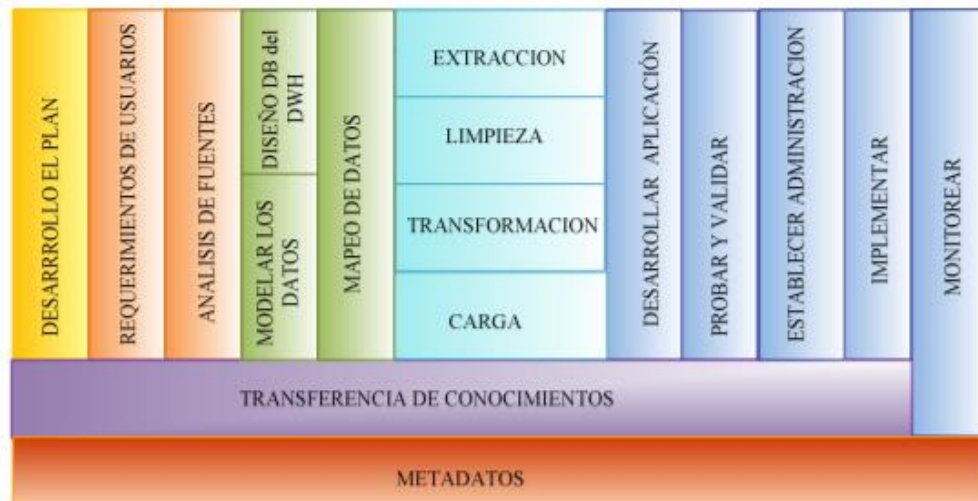 DESARRROLLO EL PLAN
REQUERIMIENTOS DE USUARIOS
ANALISIS DE FUENTES
DISEÑO DB del
DWH
MODELAR LOS
DATOS
MAPEO DE DATOS
EXTRACCION
LIMPIEZA
TRANSFORMACION
CARGA
DESARROLLAR APLICACIÓN
PROBAR Y VALIDAR
ESTABLECER ADMINISTRACION
IMPLEMENTAR
MONITOREAR
TRANSFERENCIA DE CONOCIMIENTOS
METADATOS